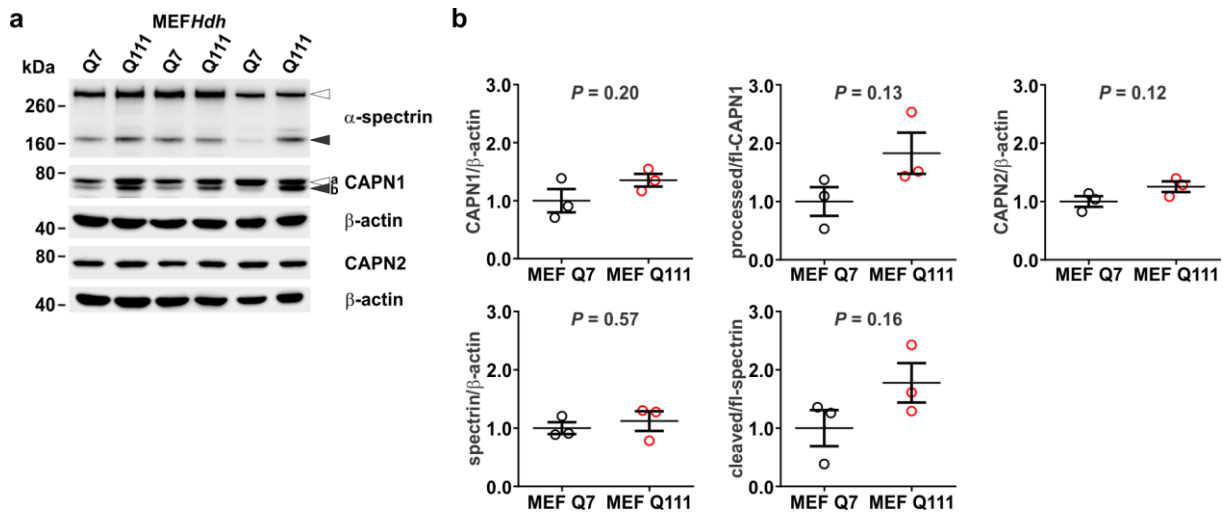 a
MEFHdh
Q7 Q111 Q7 Q111 Q7 Q111
kDa
260
α-spectrin
160
80
a
CAPN1
b
β-actin
40
80
CAPN2
β-actin
40
b
CAPN1/β-actin
3.0
2.0
1.0
0.0
P = 0.20
MEF Q7 MEF Q111
processed/fl-CAPN1
3.0
2.0
1.0
0.0
P = 0.13
MEF Q7 MEF Q111
CAPN2/β-actin
3.0
2.0
1.0
0.0
P = 0.12
MEF Q7 MEF Q111
spectrin/β-actin
3.0
2.0
1.0
0.0
P = 0.57
MEF Q7 MEF Q111
cleaved/fl-spectrin
3.0
2.0
1.0
0.0
P = 0.16
MEF Q7 MEF Q111